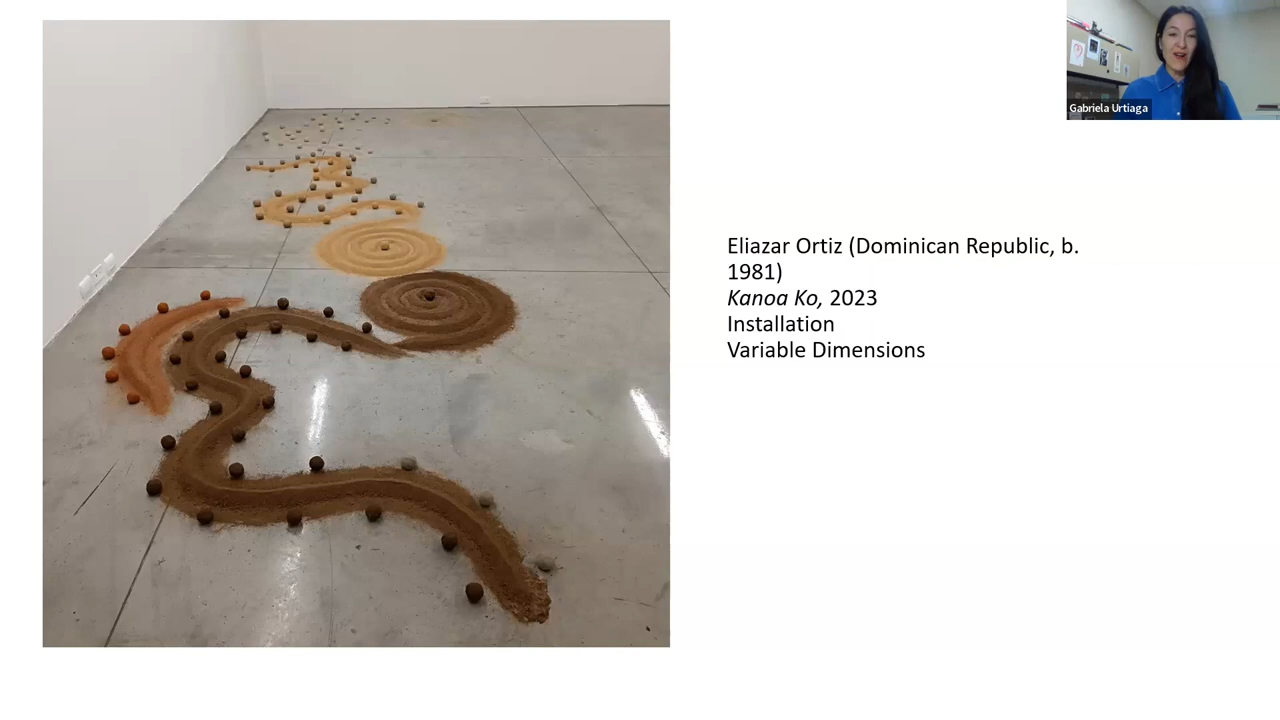 Gabriela Urtiaga
Eliazar Ortiz (Dominican Republic, b.
1981)
Kanoa Ko, 2023
Installation
Variable Dimensions